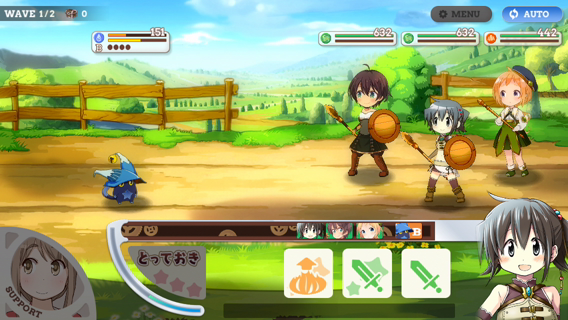 WAVE 1/2 0
MENU
AUTO
151
B
632
632
442
B
とっておき
SUPPORT